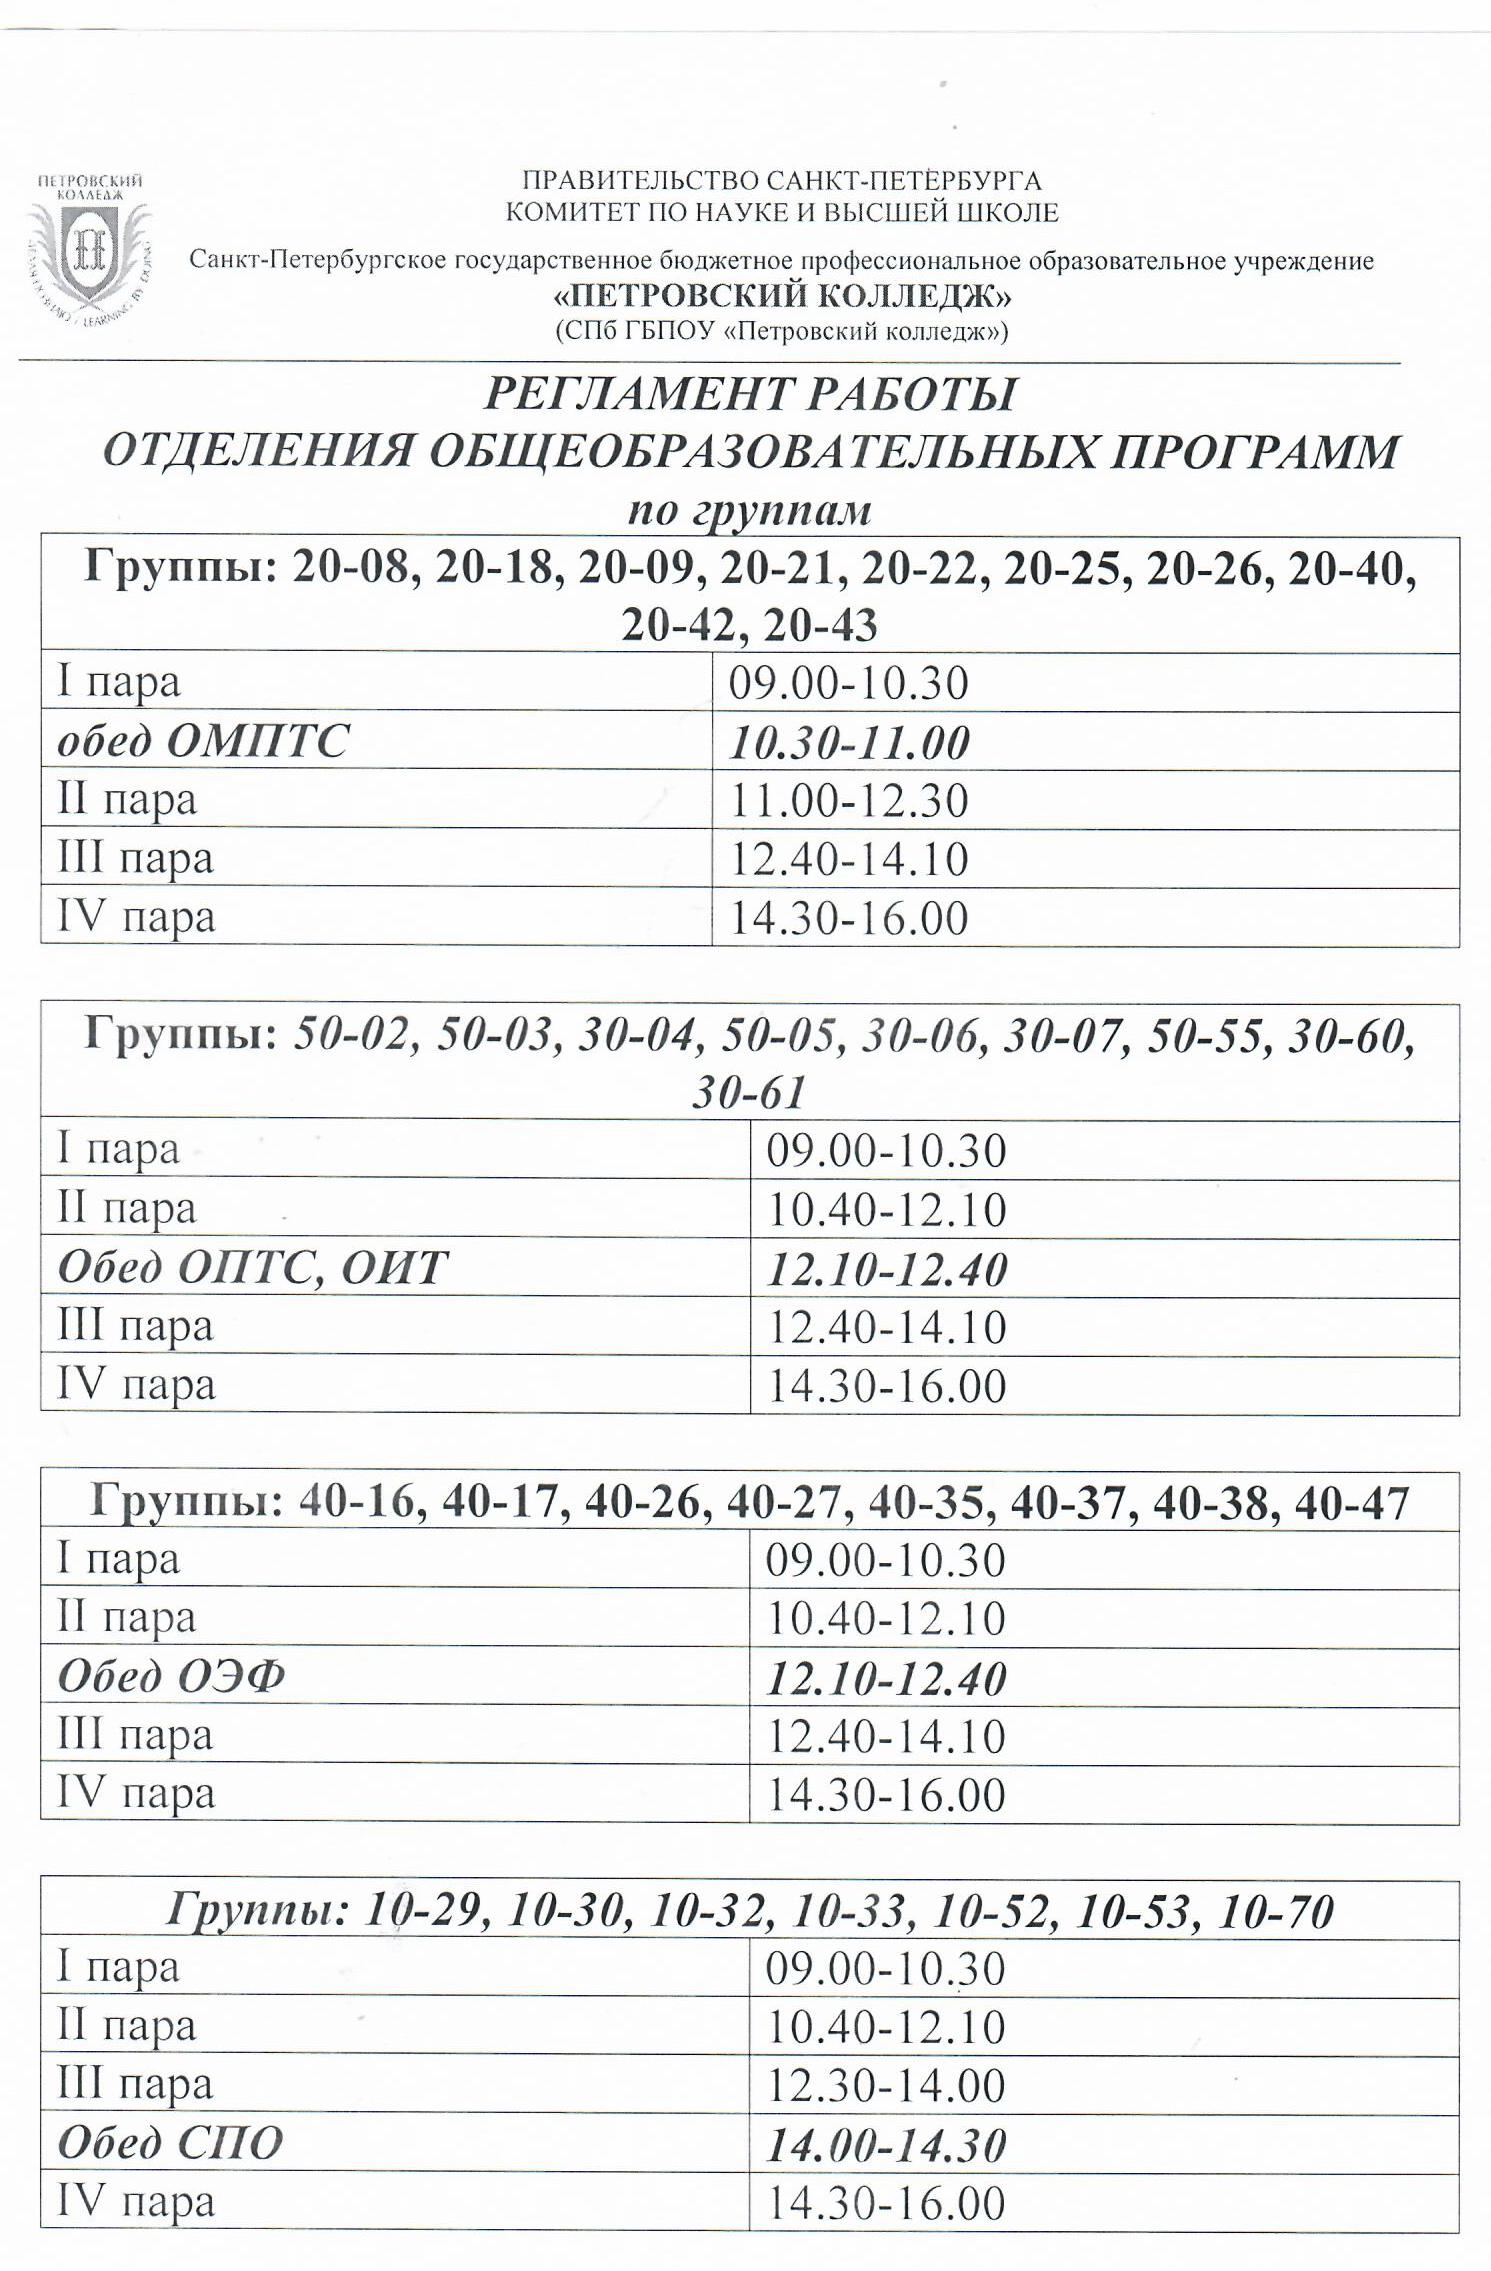 ПЕТРОВСКИЙ
КОЛЛЕДЖ
LEARNING BY DOING
ПРАВИТЕЛЬСТВО САНКТ-ПЕТЕРБУРГА
КОМИТЕТ ПО НАУКЕ И ВЫСШЕЙ ШКОЛЕ
Санкт-Петербургское государственное бюджетное профессиональное образовательное учреждение
«ПЕТРОВСКИЙ КОЛЛЕДЖ»
(СПб ГБПОУ «Петровский колледж»)
РЕГЛАМЕНТ РАБОТЫ
ОТДЕЛЕНИЯ ОБЩЕОБРАЗОВАТЕЛЬНЫХ ПРОГРАММ
по группам
Группы: 20-08, 20-18, 20-09, 20-21, 20-22, 20-25, 20-26, 20-40,
20-42, 20-43
I пара 09.00-10.30
обед ОМПТС 10.30-11.00
II пара 11.00-12.30
III пара 12.40-14.10
IV пара 14.30-16.00
Группы: 50-02, 50-03, 30-04, 50-05, 30-06, 30-07, 50-55, 30-60,
30-61
I пара 09.00-10.30
II пара 10.40-12.10
Обед ОПТС, ОИТ 12.10-12.40
III пара 12.40-14.10
IV пара 14.30-16.00
Группы: 40-16, 40-17, 40-26, 40-27, 40-35, 40-37, 40-38, 40-47
I пара 09.00-10.30
II пара 10.40-12.10
Обед ОЭФ 12.10-12.40
III пара 12.40-14.10
IV пара 14.30-16.00
Группы: 10-29, 10-30, 10-32, 10-33, 10-52, 10-53, 10-70
I пара 09.00-10.30
II пара 10.40-12.10
III пара 12.30-14.00
Обед СПО 14.00-14.30
IV пара 14.30-16.00